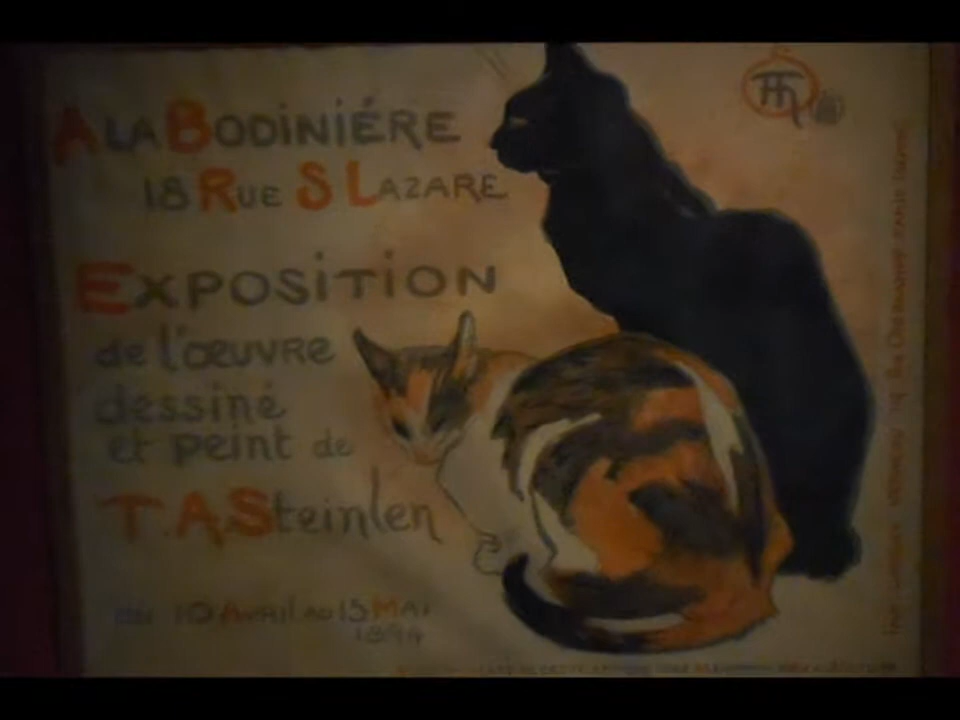 A LA BODINIÉRE
18 RUE S LAZARE
EXPOSITION
de l'œuvre
dessiné
et peint de
T.A.Steinlen
DU 10 AVRIL AU 15 MAI
1894